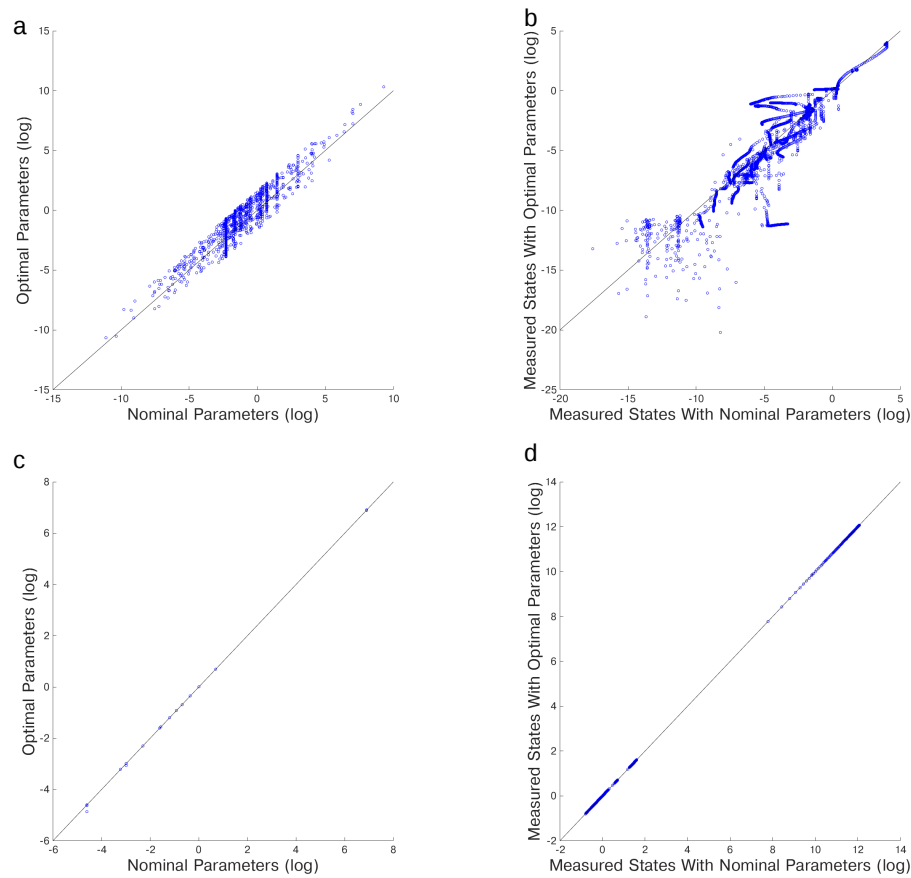 a
15
10
5
0
-5
-10
-15
-15 -10 -5 0 5 10
Optimal Parameters (log)
Nominal Parameters (log)
b
5
0
-5
-10
-15
-20
-25
-20 -15 -10 -5 0 5
Measured States With Optimal Parameters (log)
Measured States With Nominal Parameters (log)
c
8
6
4
2
0
-2
-4
-6
-6 -4 -2 0 2 4 6 8
Optimal Parameters (log)
Nominal Parameters (log)
d
14
12
10
8
6
4
2
0
-2
-2 0 2 4 6 8 10 12 14
Measured States With Optimal Parameters (log)
Measured States With Nominal Parameters (log)